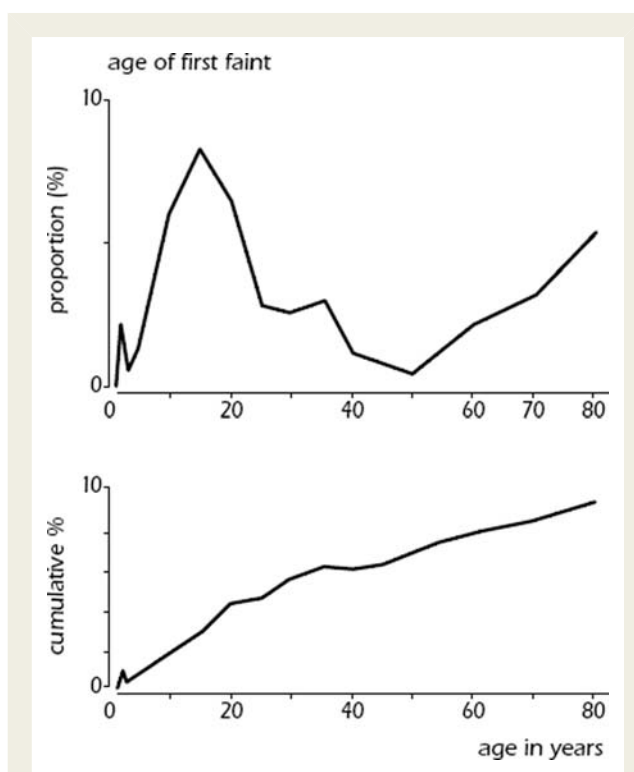 age of first faint
10
proportion (%)
0
0 20 40 60 70 80
10
cumulative %
0
0 20 40 60 70 80
age in years